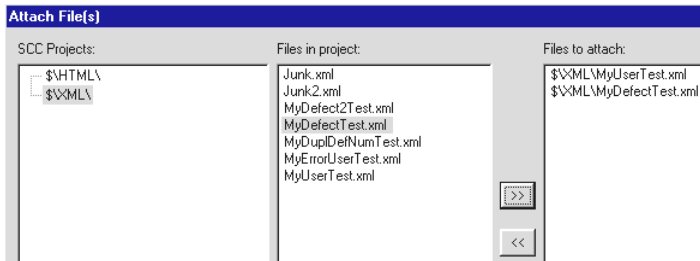 Attach File(s)
SCC Projects:
$\HTML\
$\XML\
Files in project:
Junk.xml
Junk2.xml
MyDefect2Test.xml
MyDefectTest.xml
MyDuplDefNumTest.xml
MyErrorUserTest.xml
MyUserTest.xml
>>
<<
Files to attach:
$\XML\MyUserTest.xml
$\XML\MyDefectTest.xml